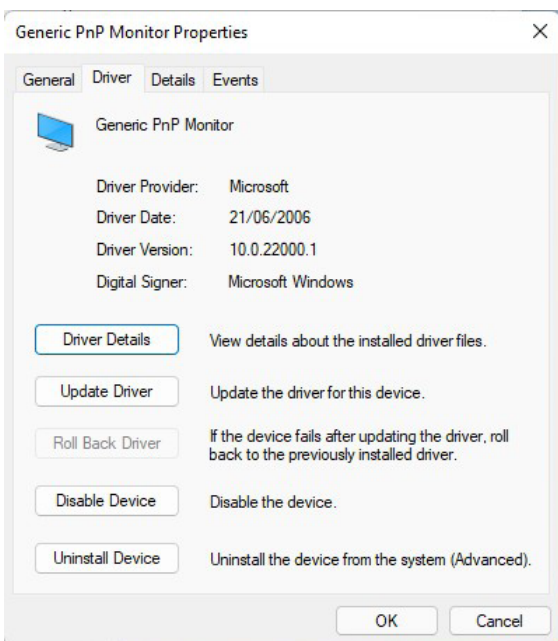 Generic PnP Monitor Properties
General Driver Details Events
Generic PnP Monitor
Driver Provider: Microsoft
Driver Date: 21/06/2006
Driver Version: 10.0.22000.1
Digital Signer: Microsoft Windows
Driver Details View details about the installed driver files.
Update Driver Update the driver for this device.
Roll Back Driver If the device fails after updating the driver, roll
back to the previously installed driver.
Disable Device Disable the device.
Uninstall Device Uninstall the device from the system (Advanced).
OK Cancel